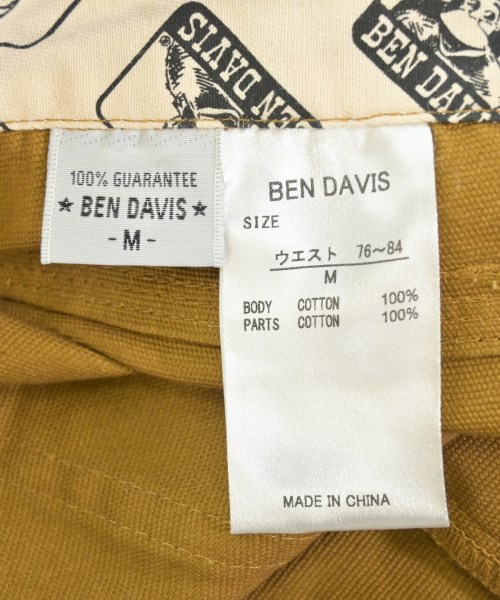 BEN DAVIS
BEN DAVIS
100% GUARANTEE
★ BEN DAVIS ★
- M -
BEN DAVIS
SIZE
ウエスト 76~84
M
BODY COTTON 100%
PARTS COTTON 100%
MADE IN CHINA